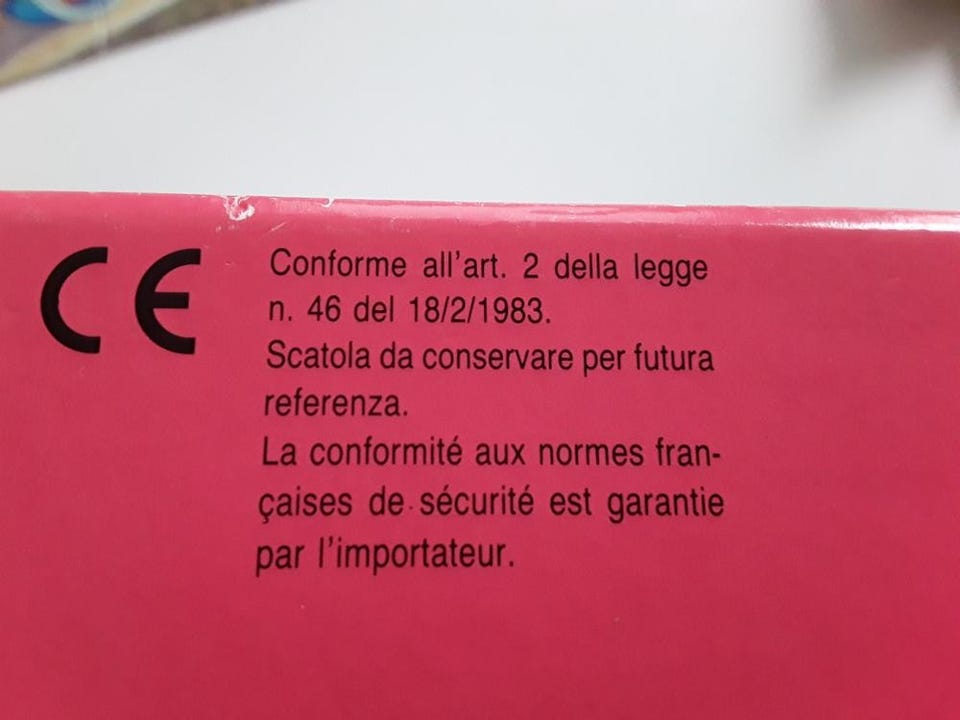 CE
Conforme all'art. 2 della legge
n. 46 del 18/2/1983.
Scatola da conservare per futura
referenza.
La conformité aux normes fran-
çaises de sécurité est garantie
par l'importateur.